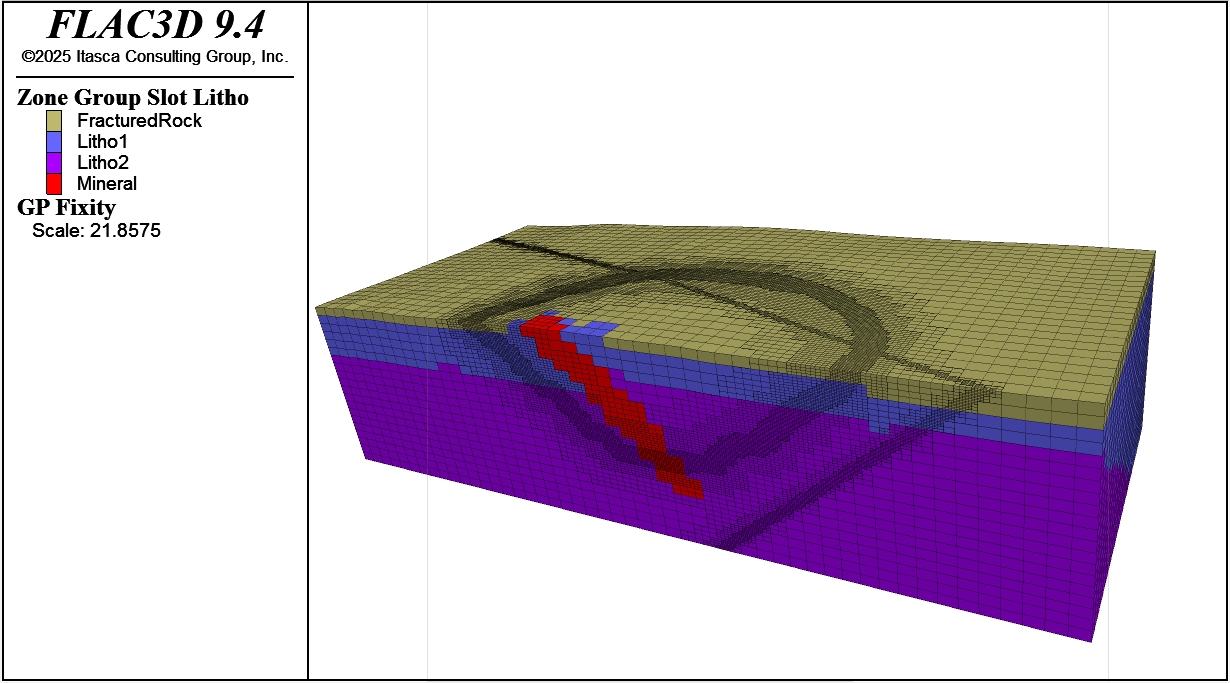 FLAC3D 9.4
©2025 Itasca Consulting Group, Inc.
Zone Group Slot Litho
FracturedRock
Litho1
Litho2
Mineral
GP Fixity
Scale: 21.8575